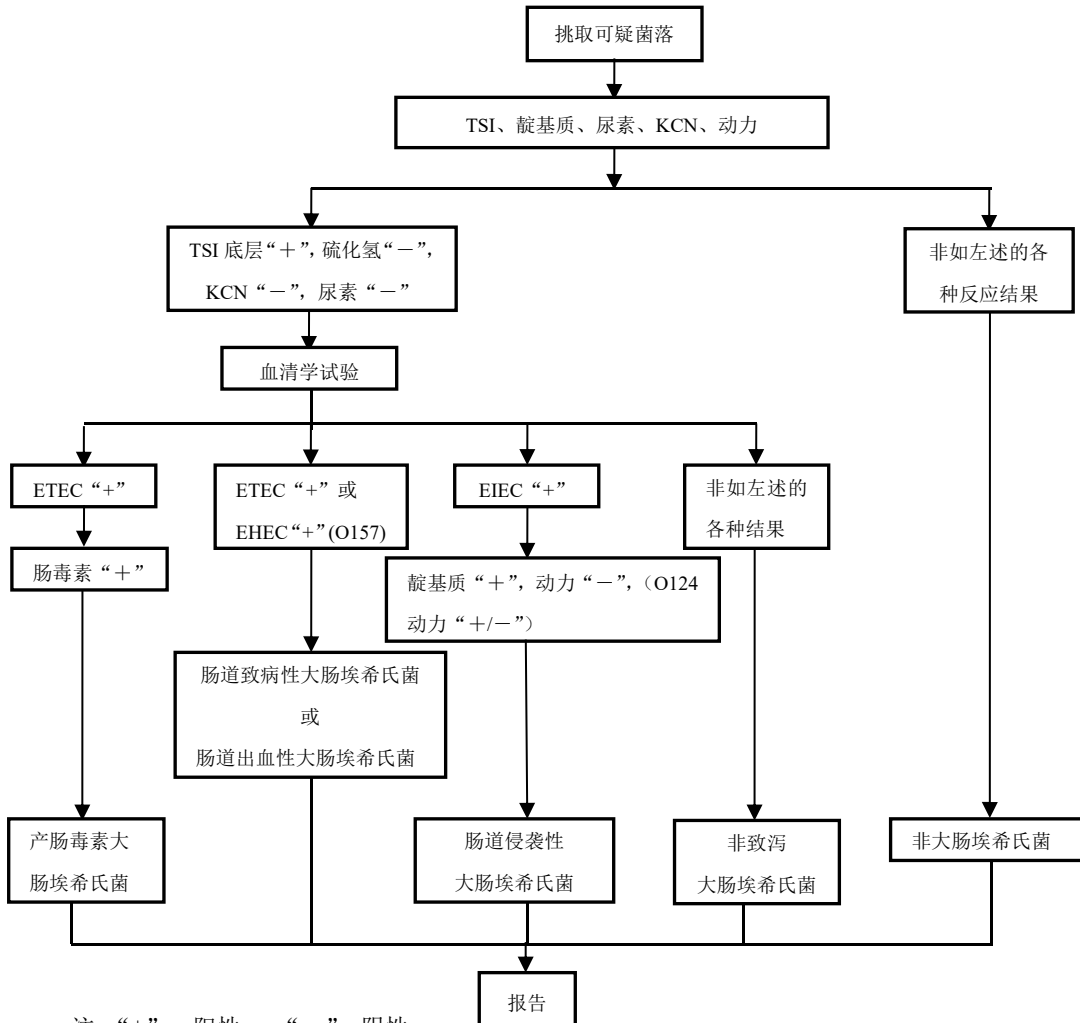 挑取可疑菌落
TSI、靛基质、尿素、KCN、动力
TSI 底层“＋”，硫化氢“－”，
KCN“－”，尿素“－”
非如左述的各
种反应结果
血清学试验
ETEC“+”
ETEC“+”或
EHEC“+”(O157)
EIEC“+”
非如左述的
各种结果
肠毒素“＋”
靛基质“＋”，动力“－”，（O124
动力“＋/－”）
肠道致病性大肠埃希氏菌
或
肠道出血性大肠埃希氏菌
产肠毒素大
肠埃希氏菌
肠道侵袭性
大肠埃希氏菌
非致泻
大肠埃希氏菌
非大肠埃希氏菌
报告